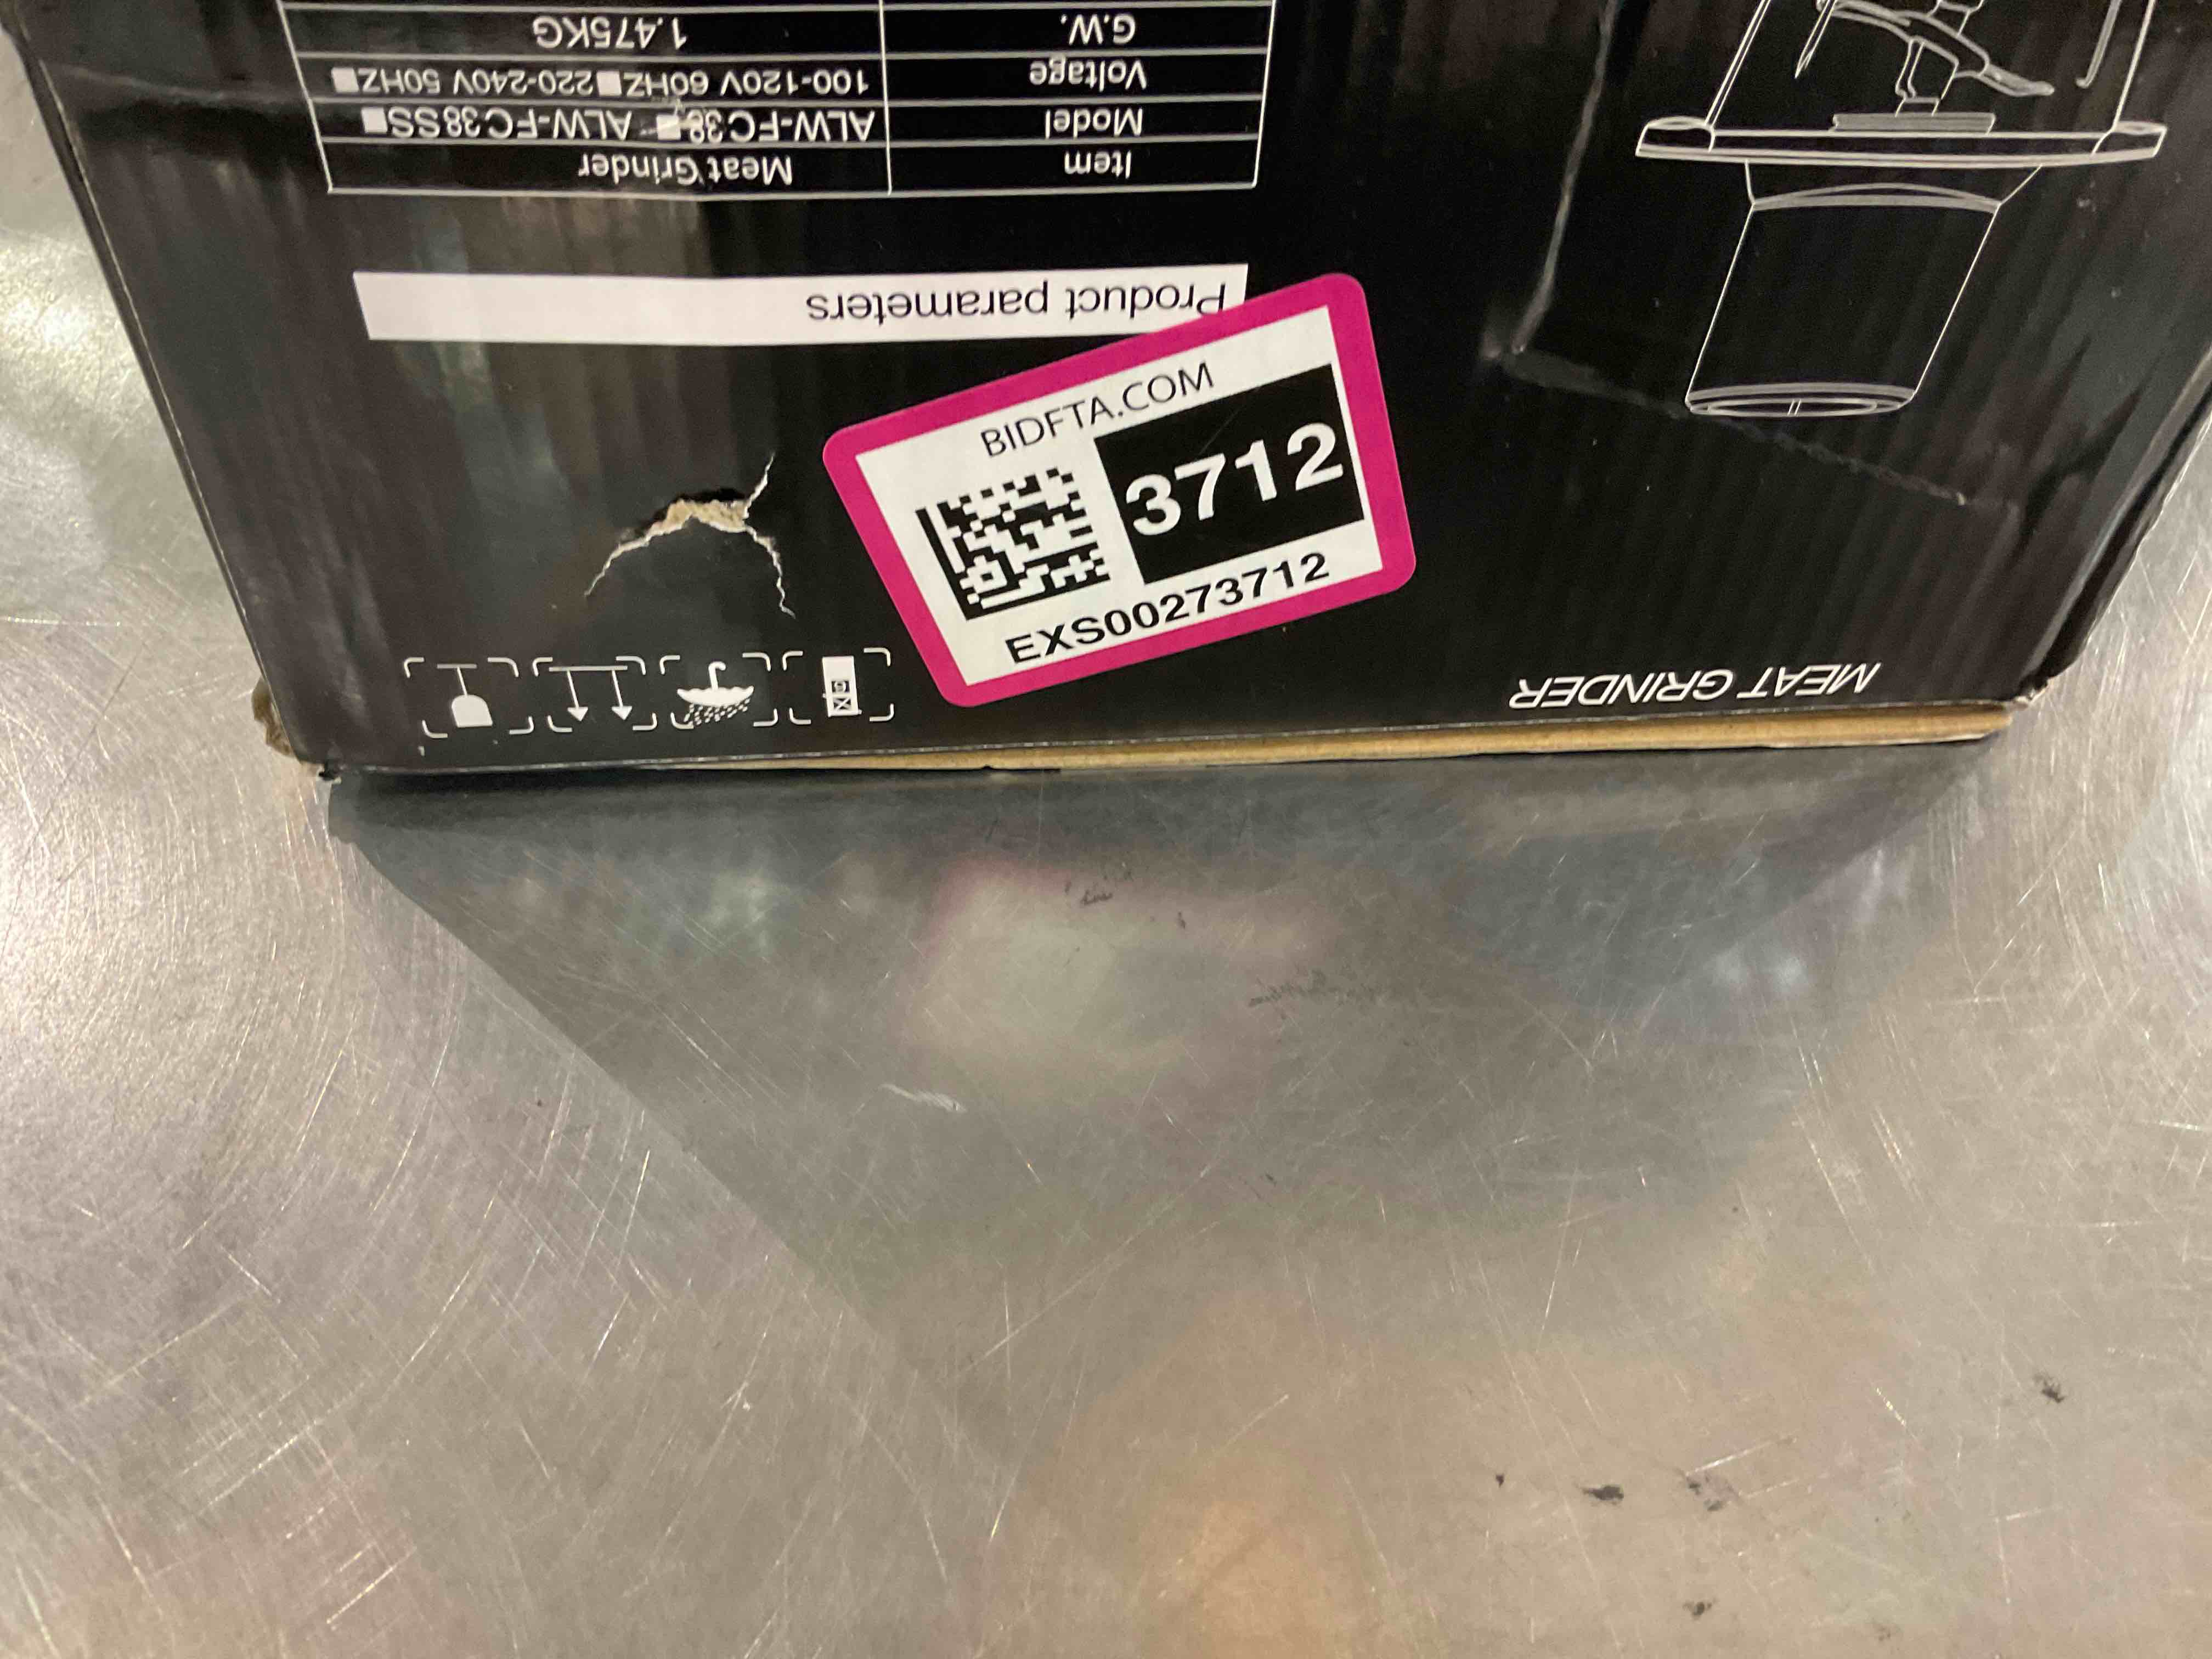 BIDFTA.COM
3712
EXS00273712
MEAT GRINDER
Product parameters
Item Meat Grinder
Model ALW-FC38■ ALW-FC38SS■
Voltage 100-120V 60HZ■220-240V 50HZ■
G.W. 1.475KG